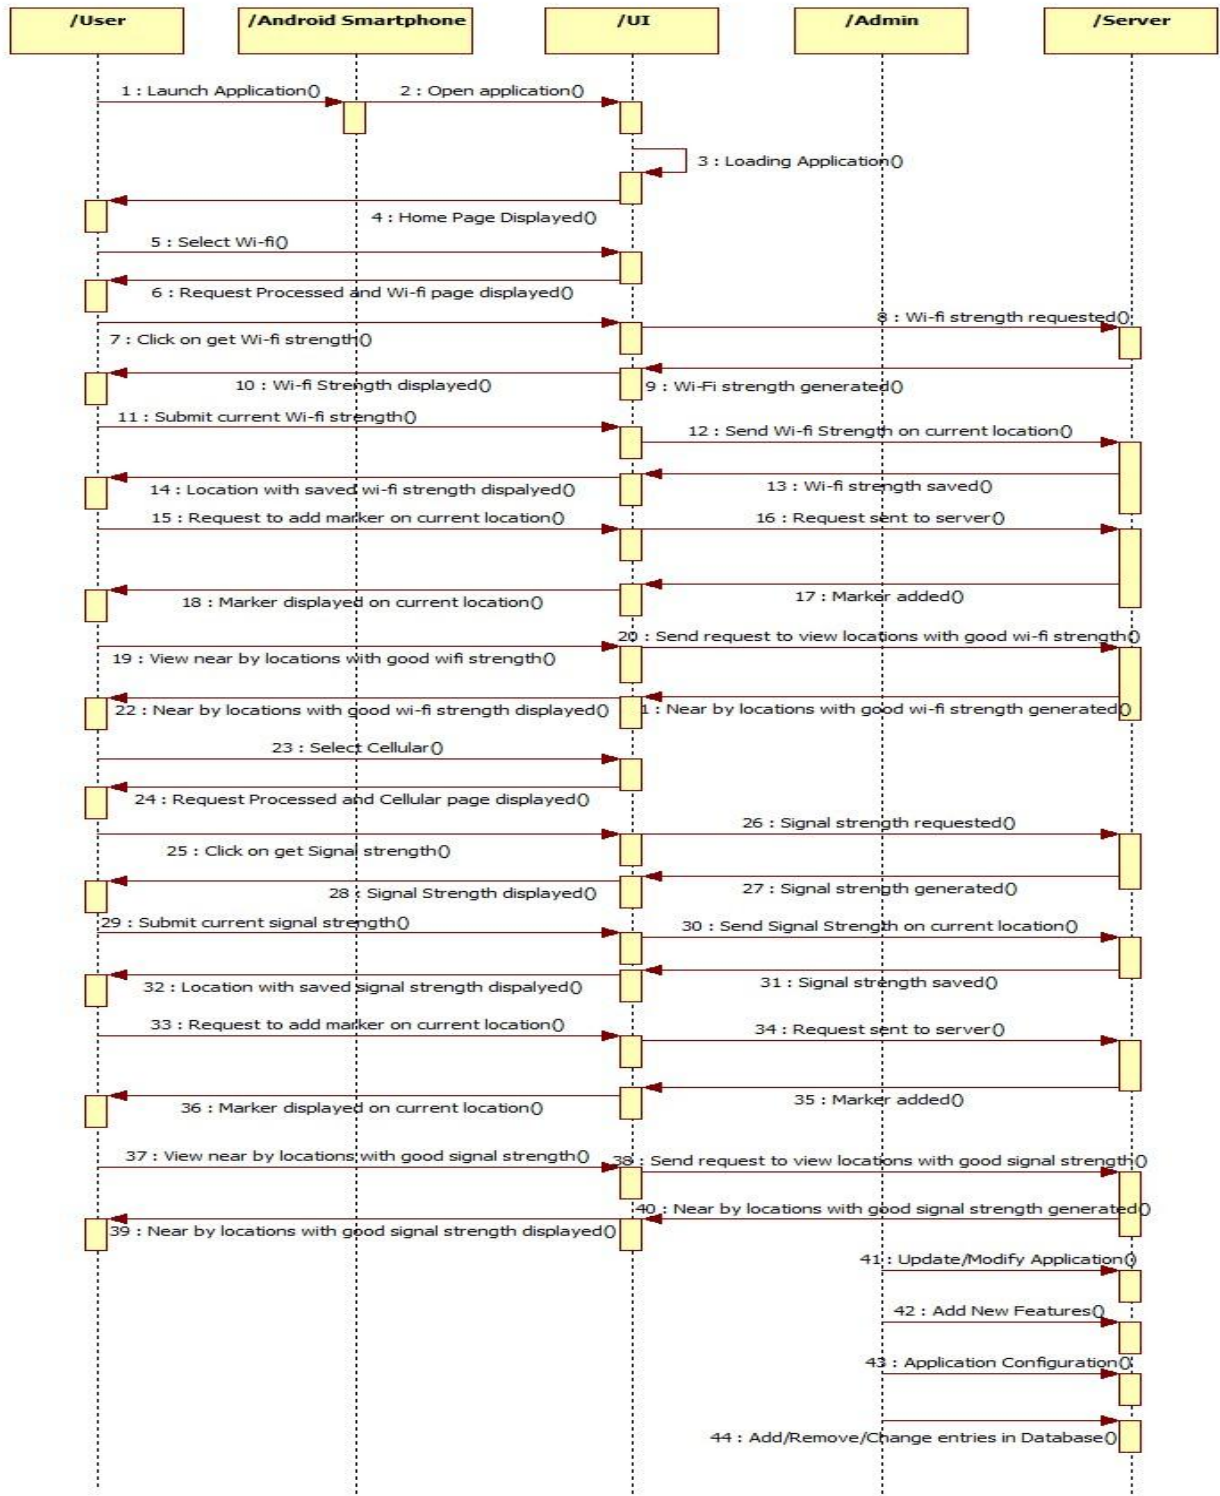 /User
/Android Smartphone
/UI
/Admin
/Server
1 : Launch Application()
2 : Open application()
3 : Loading Application()
4 : Home Page Displayed()
5 : Select Wi-fi()
6 : Request Processed and Wi-fi page displayed()
7 : Click on get Wi-fi strength()
8 : Wi-fi strength requested()
9 : Wi-Fi strength generated()
10 : Wi-fi Strength displayed()
11 : Submit current Wi-fi strength()
12 : Send Wi-fi Strength on current location()
13 : Wi-fi strength saved()
14 : Location with saved wi-fi strength dispalyed()
15 : Request to add marker on current location()
16 : Request sent to server()
17 : Marker added()
18 : Marker displayed on current location()
19 : View near by locations with good wifi strength()
20 : Send request to view locations with good wi-fi strength()
1 : Near by locations with good wi-fi strength generated()
22 : Near by locations with good wi-fi strength displayed()
23 : Select Cellular()
24 : Request Processed and Cellular page displayed()
25 : Click on get Signal strength()
26 : Signal strength requested()
27 : Signal strength generated()
28 : Signal Strength displayed()
29 : Submit current signal strength()
30 : Send Signal Strength on current location()
31 : Signal strength saved()
32 : Location with saved signal strength dispalyed()
33 : Request to add marker on current location()
34 : Request sent to server()
35 : Marker added()
36 : Marker displayed on current location()
37 : View near by locations with good signal strength()
38 : Send request to view locations with good signal strength()
40 : Near by locations with good signal strength generated()
39 : Near by locations with good signal strength displayed()
41 : Update/Modify Application()
42 : Add New Features()
43 : Application Configuration()
44 : Add/Remove/Change entries in Database()